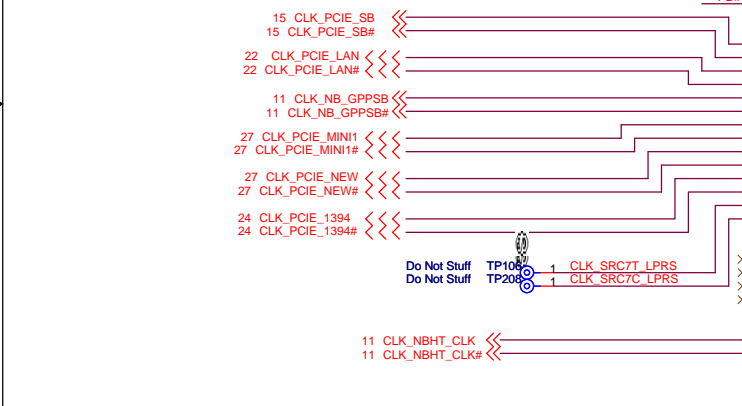 15 CLK_PCIE_SB
15 CLK_PCIE_SB#
22 CLK_PCIE_LAN
22 CLK_PCIE_LAN#
11 CLK_NB_GPPSB
11 CLK_NB_GPPSB#
27 CLK_PCIE_MINI1
27 CLK_PCIE_MINI1#
27 CLK_PCIE_NEW
27 CLK_PCIE_NEW#
24 CLK_PCIE_1394
24 CLK_PCIE_1394#
Do Not Stuff 1 CLK_SRC7T_LPRS
Do Not Stuff TP208 1 CLK_SRC7C_LPRS
11 CLK_NBHT_CLK
11 CLK_NBHT_CLK#